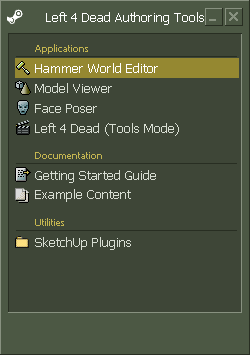 Left 4 Dead Authoring Tools
Applications
Hammer World Editor
Model Viewer
Face Poser
Left 4 Dead (Tools Mode)
Documentation
Getting Started Guide
Example Content
Utilities
SketchUp Plugins